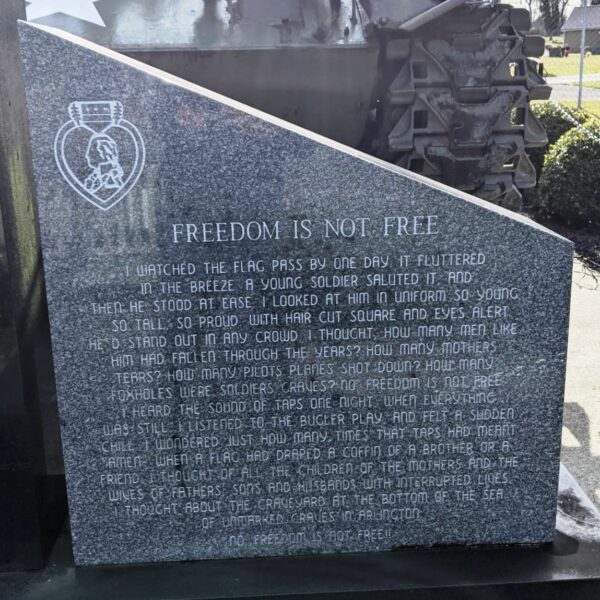 FREEDOM IS NOT FREE
I WATCHED THE FLAG PASS BY ONE DAY. IT FLUTTERED
IN THE BREEZE. A YOUNG SOLDIER SALUTED IT, AND
THEN HE STOOD AT EASE. I LOOKED AT HIM IN UNIFORM SO YOUNG,
SO TALL, SO PROUD, WITH HAIR CUT SQUARE AND EYES ALERT
HE'D STAND OUT IN ANY CROWD. I THOUGHT, HOW MANY MEN LIKE
HIM HAD FALLEN THROUGH THE YEARS? HOW MANY MOTHERS
TEARS? HOW MANY PILOTS PLANES SHOT DOWN? HOW MANY
FOXHOLES WERE SOLDIERS GRAVES? NO FREEDOM IS NOT FREE
I HEARD THE SOUND OF TAPS ONE NIGHT, WHEN EVERYTHING
WAS STILL. I LISTENED TO THE BUGLER PLAY, AND FELT A SUDDEN
CHILL. I WONDERED JUST HOW MANY TIMES THAT TAPS HAD MEANT
"AMEN". WHEN A FLAG HAD DRAPED A COFFIN OF A BROTHER OR A
FRIEND. I THOUGHT OF ALL THE CHILDREN OF THE MOTHERS AND THE
WIVES OF FATHERS, SONS AND HUSBANDS WITH INTERRUPTED LIVES.
I THOUGHT ABOUT THE GRAVEYARD AT THE BOTTOM OF THE SEA
OF UNMARKED GRAVES IN ARLINGTON.
NO. FREEDOM IS NOT FREE!!